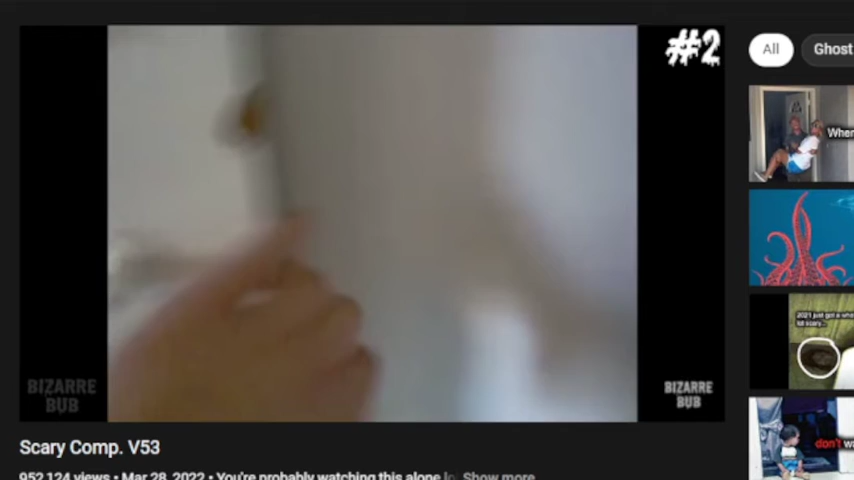 #2
All
Ghost
When
2021 just got a whole
lot scary...
BIZARRE
BUB
BIZARRE
BUB
don't wa
Scary Comp. V53
952,124 views • Mar 28, 2022 • You're probably watching this alone lo Show more